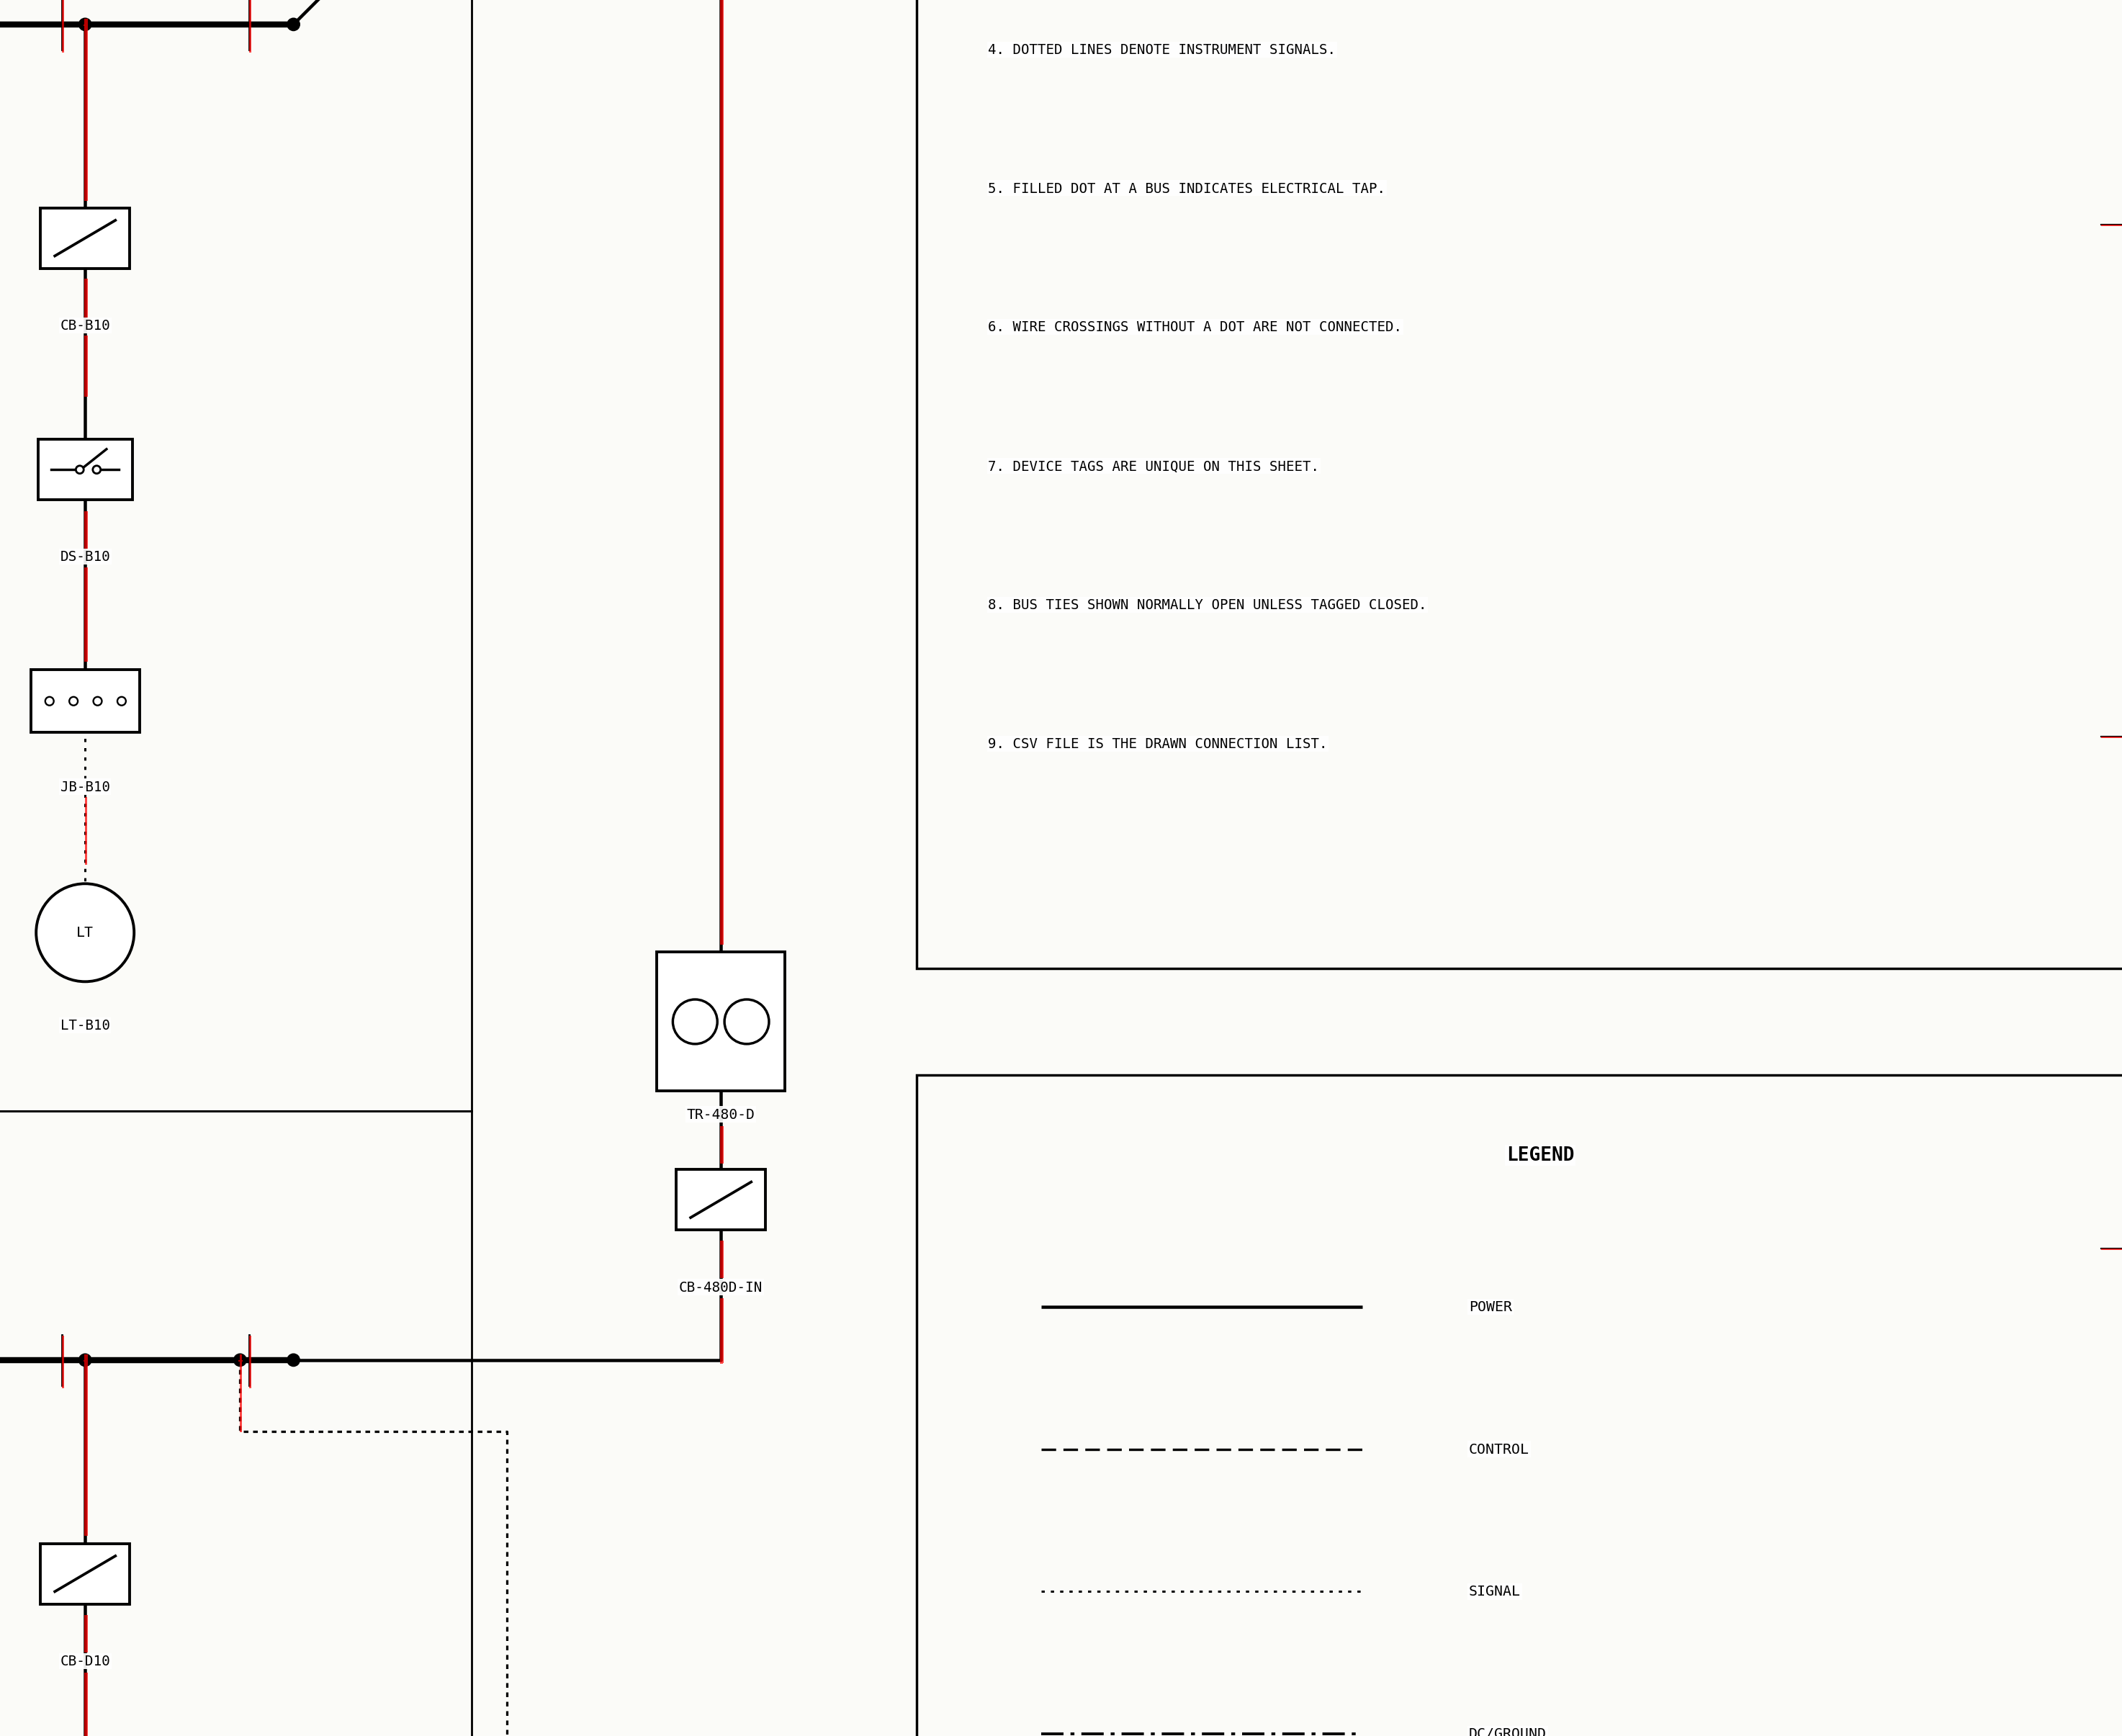 CB-B10
DS-B10
JB-B10
LT
LT-B10
TR-480-D
CB-480D-IN
CB-D10
4. DOTTED LINES DENOTE INSTRUMENT SIGNALS.
5. FILLED DOT AT A BUS INDICATES ELECTRICAL TAP.
6. WIRE CROSSINGS WITHOUT A DOT ARE NOT CONNECTED.
7. DEVICE TAGS ARE UNIQUE ON THIS SHEET.
8. BUS TIES SHOWN NORMALLY OPEN UNLESS TAGGED CLOSED.
9. CSV FILE IS THE DRAWN CONNECTION LIST.
LEGEND
POWER
CONTROL
SIGNAL
DC/GROUND